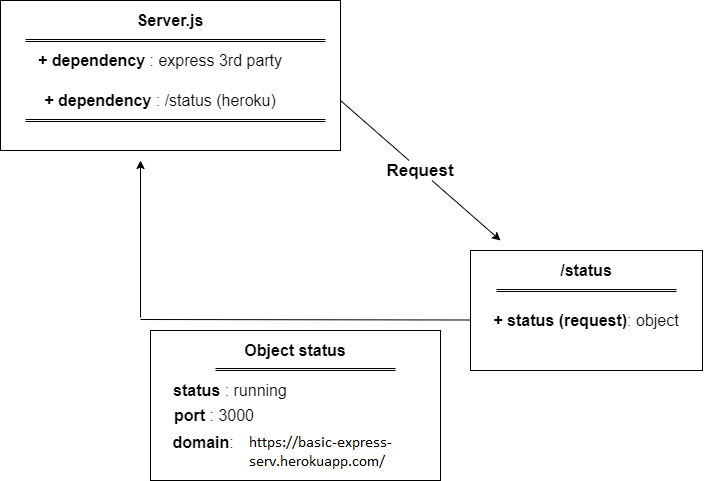 Server.js
+ dependency : express 3rd party
+ dependency : /status (heroku)
Request
/status
+ status (request): object
Object status
status : running
port : 3000
domain: https://basic-express-
serv.herokuapp.com/